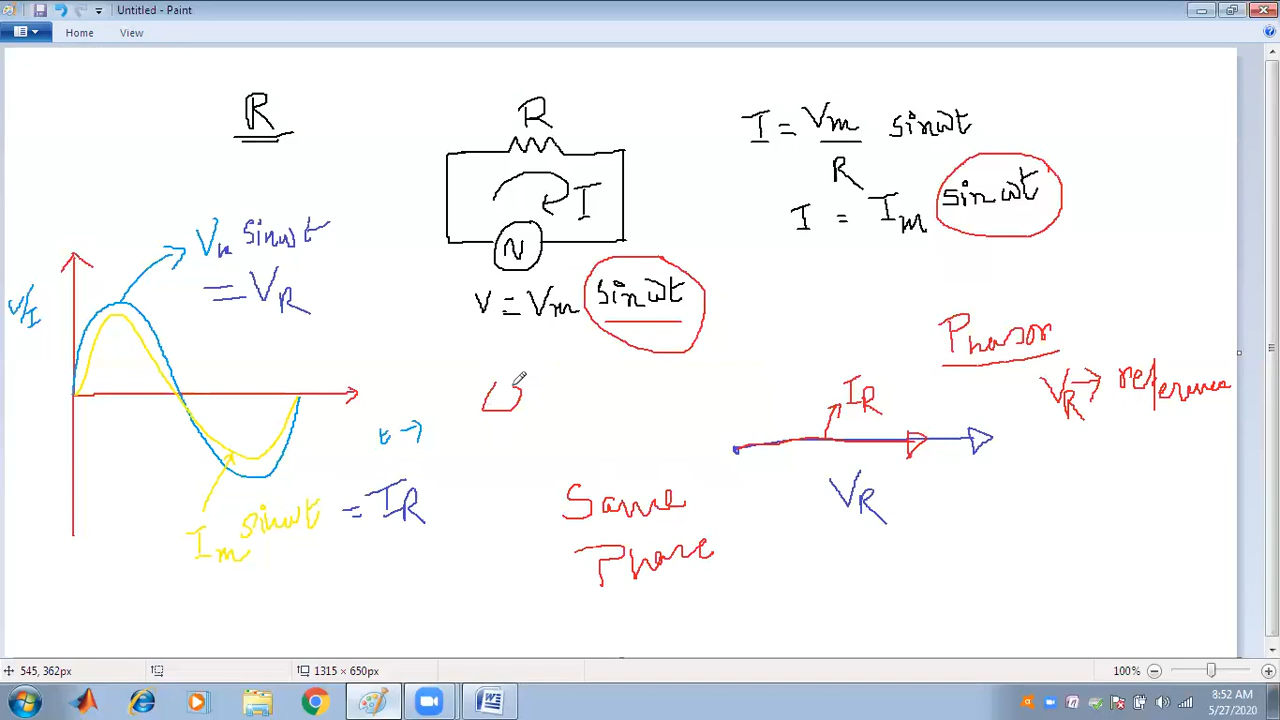 Untitled - Paint
Home View
R
R
I
V = Vm sinωt
I = Vm/R sinωt
I = Im sinωt
Vm sinωt
= VR
V/I
t →
Im sinωt = IR
Same
Phase
Phasor
VR → reference
IR
VR
545, 362px
1315 × 650px
100%
8:52 AM
5/27/2020